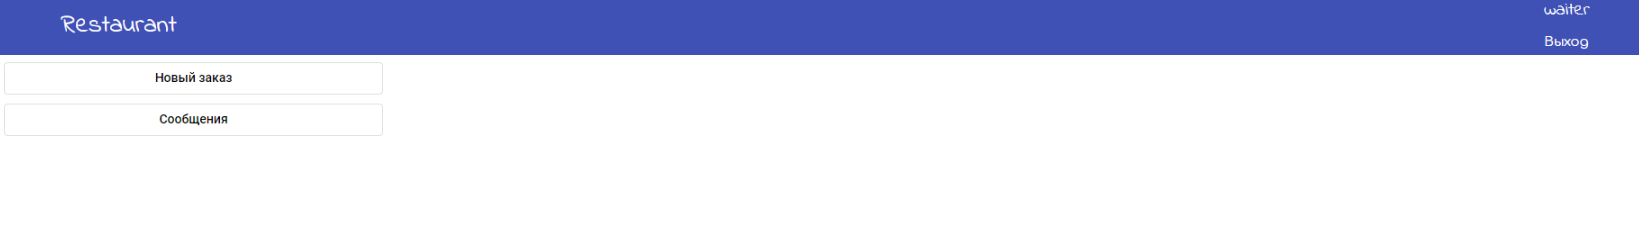 Restaurant
waiter
Выход
Новый заказ
Сообщения